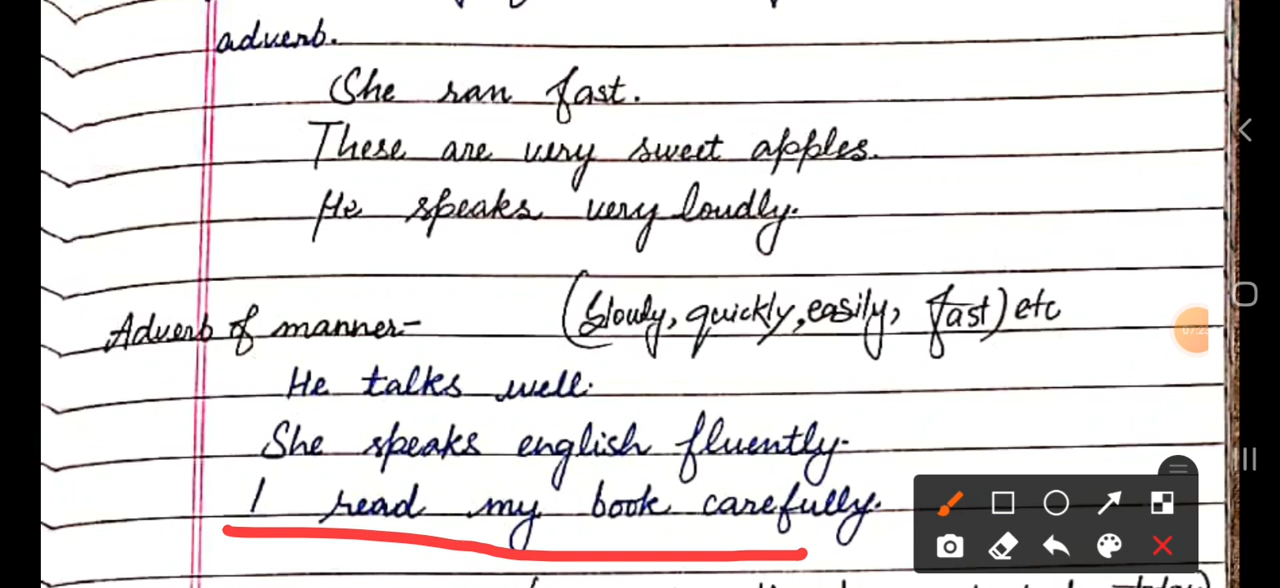 adverb.
She ran fast.
These are very sweet apples.
He speaks very loudly.
Adverb of manner- (Slowly, quickly, easily, fast) etc
He talks well.
She speaks english fluently.
I read my book carefully.